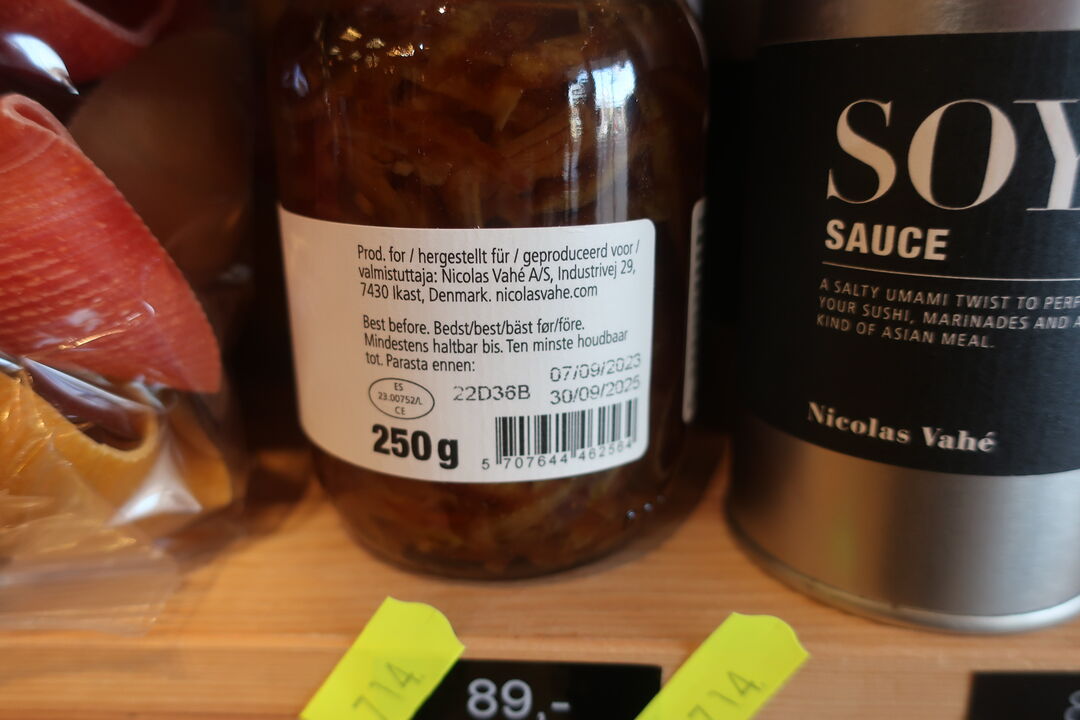 Prod. for / hergestellt für / geproduceerd voor /
valmistuttaja: Nicolas Vahé A/S, Industrivej 29,
7430 Ikast, Denmark. nicolasvahe.com
Best before. Bedst/best/bäst før/före.
Mindestens haltbar bis. Ten minste houdbaar
tot. Parasta ennen:
ES
23.00752/L
CE
22D36B
07/09/2023
30/09/2025
250 g
5 707644 462564
SOY
SAUCE
A SALTY UMAMI TWIST TO PERF
YOUR SUSHI, MARINADES AND A
KIND OF ASIAN MEAL.
Nicolas Vahé
714.
89,-
714.